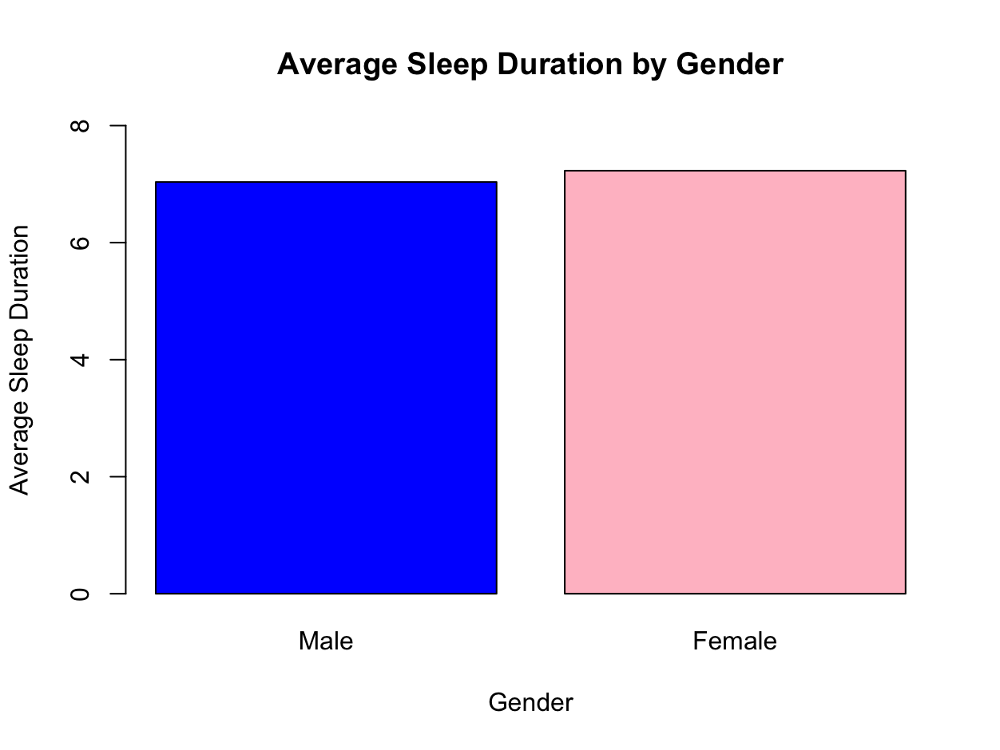 Average Sleep Duration by Gender
Average Sleep Duration
8
6
4
2
0
Male
Female
Gender